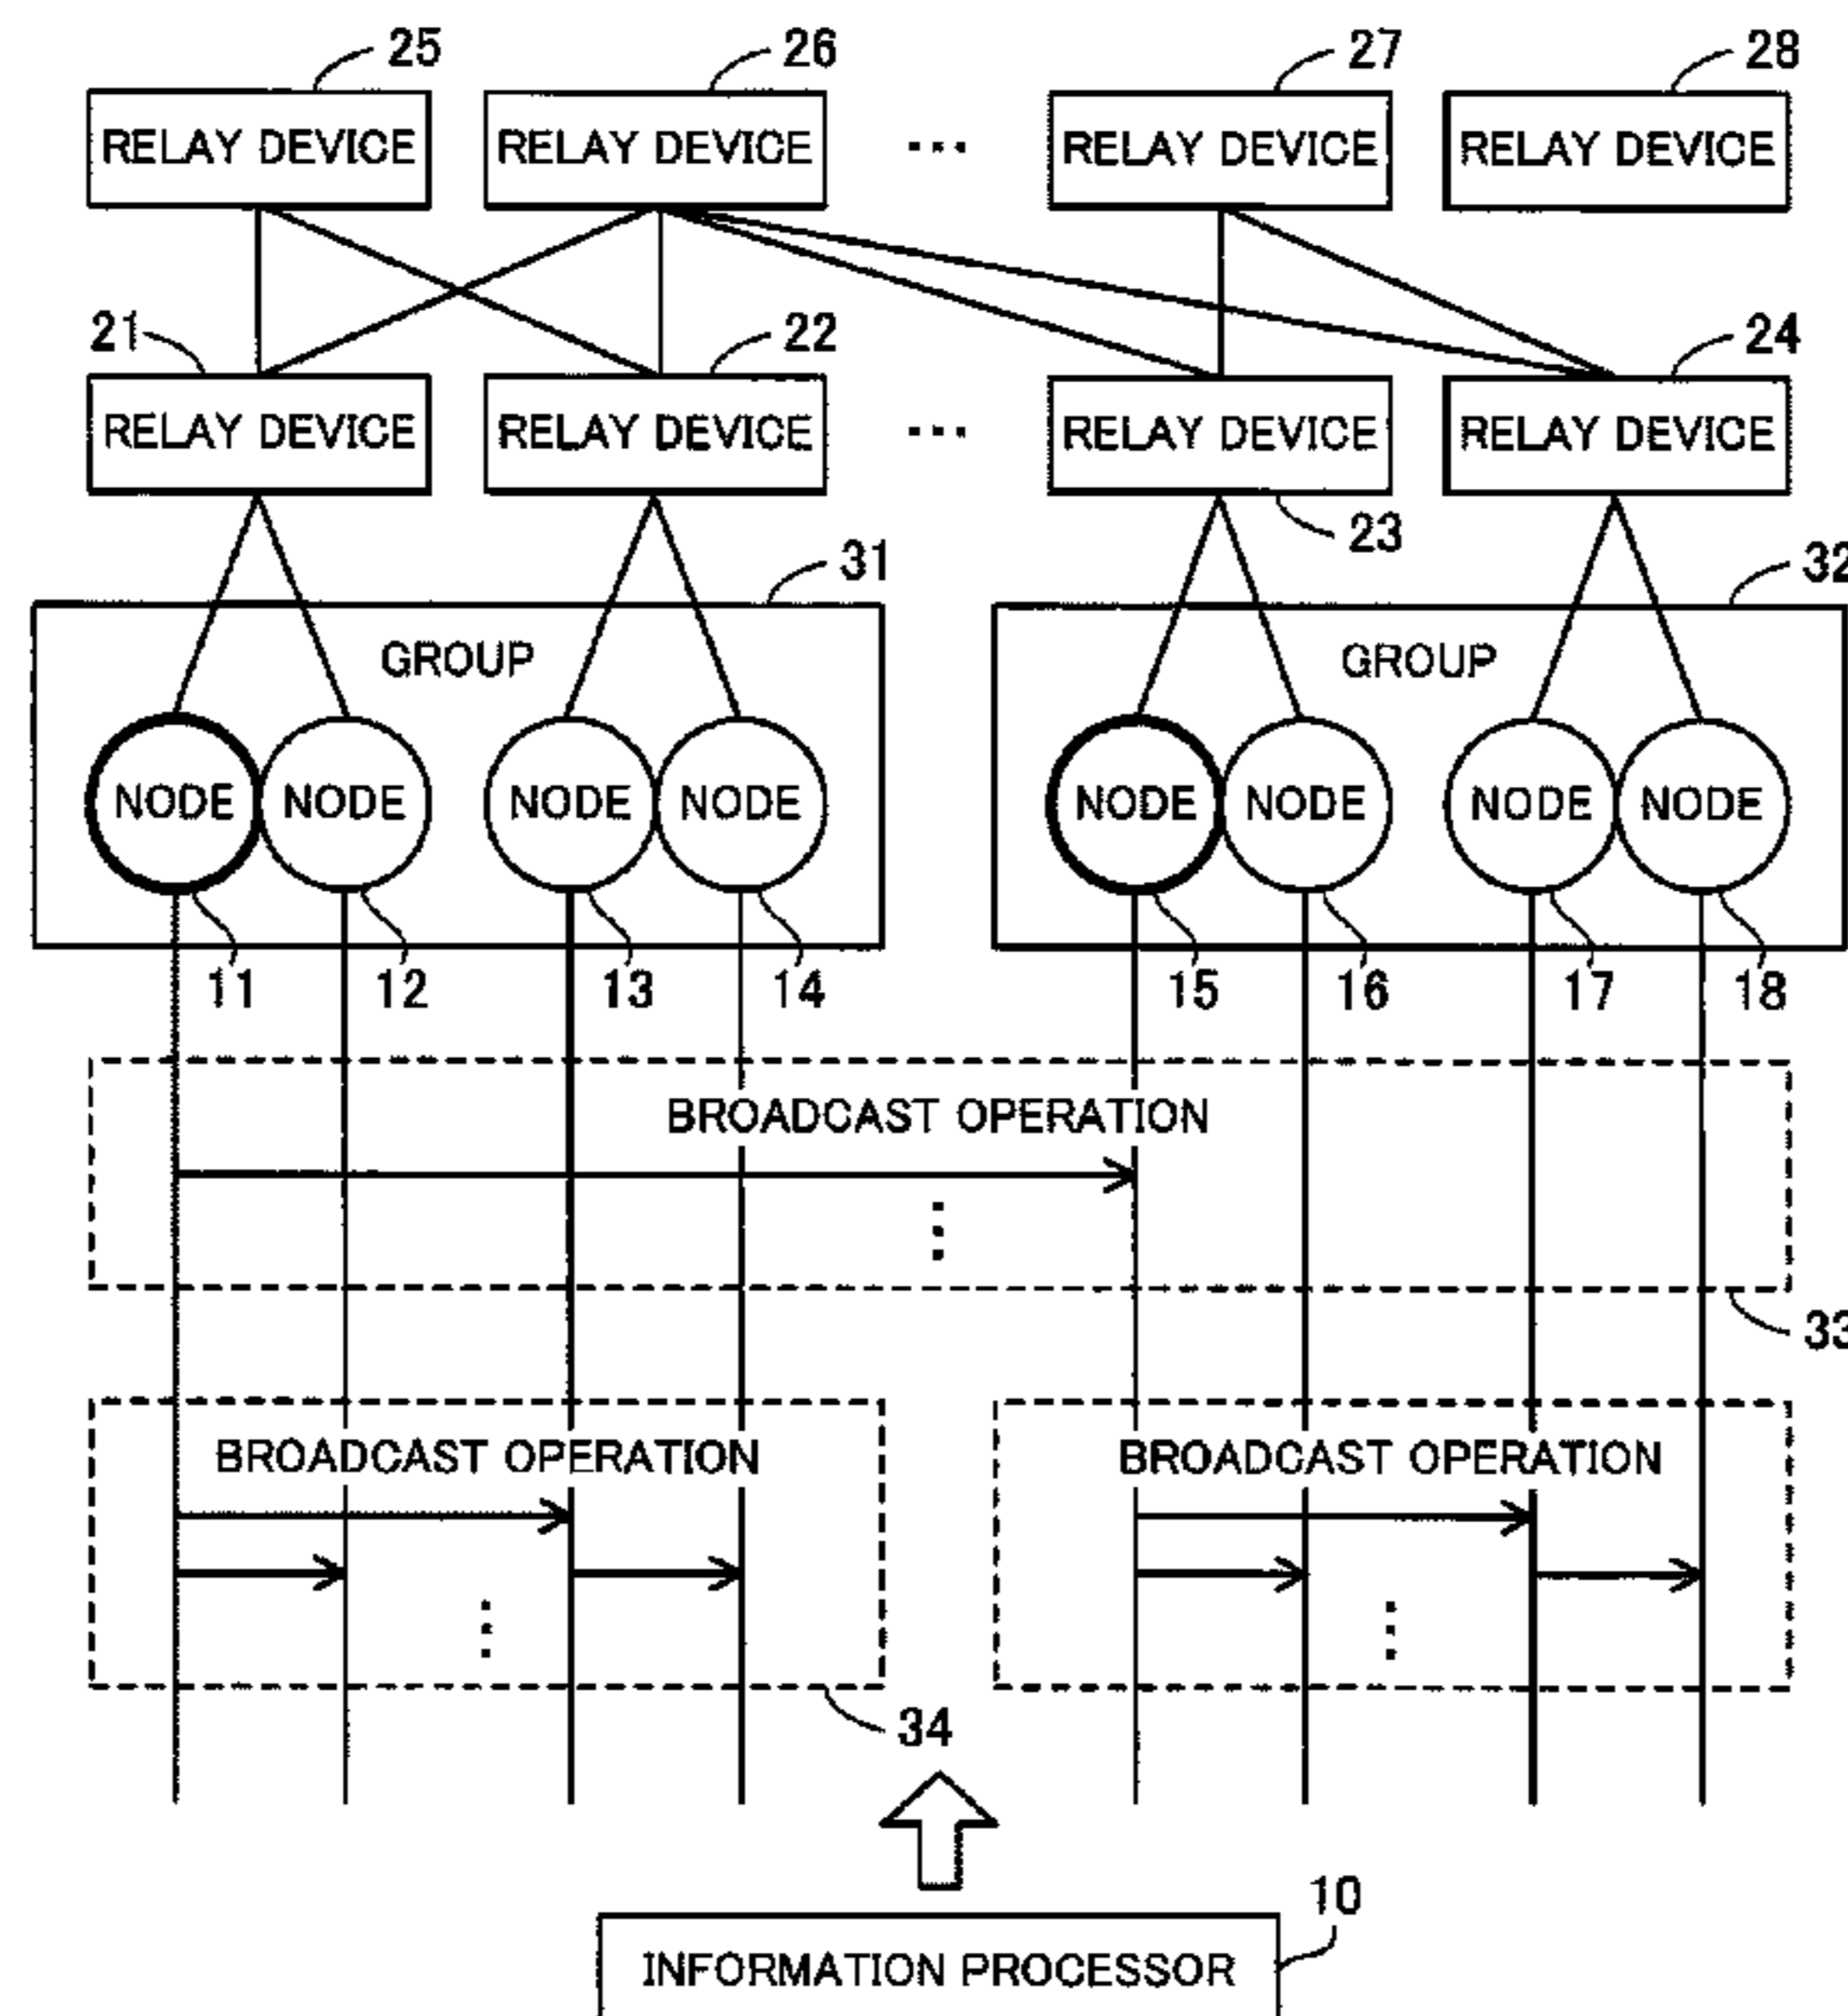 25 26 27 28
RELAY DEVICE RELAY DEVICE ... RELAY DEVICE RELAY DEVICE
21 22 24
RELAY DEVICE RELAY DEVICE ... RELAY DEVICE RELAY DEVICE
23
31 32
GROUP GROUP
NODE NODE NODE NODE NODE NODE NODE NODE
11 12 13 14 15 16 17 18
BROADCAST OPERATION
33
BROADCAST OPERATION BROADCAST OPERATION
34
10
INFORMATION PROCESSOR